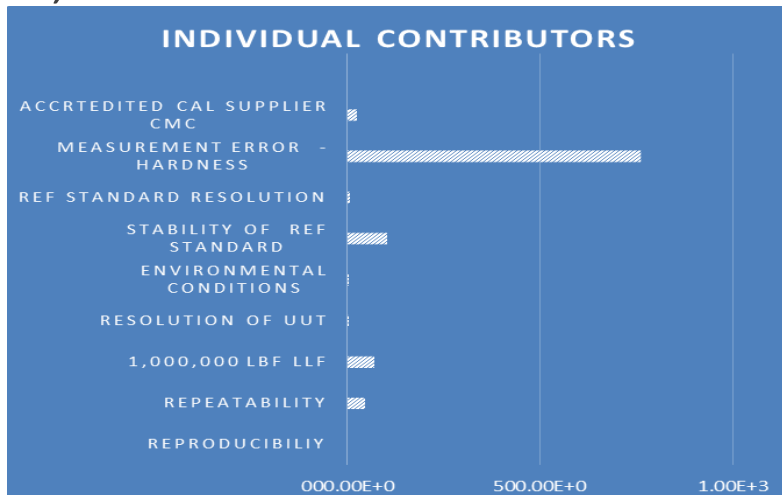 INDIVIDUAL CONTRIBUTORS
ACCRTEDITED CAL SUPPLIER
CMC
MEASUREMENT ERROR -
HARDNESS
REF STANDARD RESOLUTION
STABILITY OF REF
STANDARD
ENVIRONMENTAL
CONDITIONS
RESOLUTION OF UUT
1,000,000 LBF LLF
REPEATABILITY
REPRODUCIBILIY
000.00E+0 500.00E+0 1.00E+3